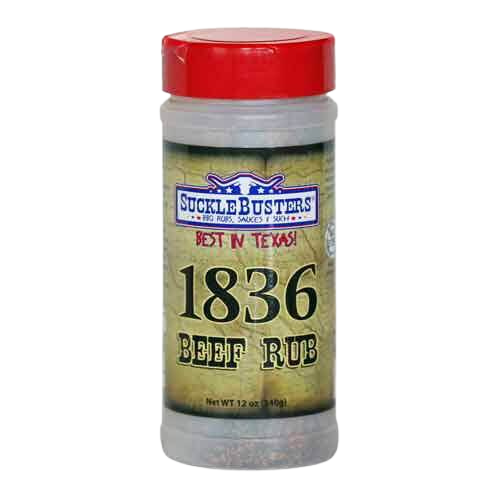 SUCKLEBUSTERS
BBQ RUBS, SAUCES & SUCH
BEST IN TEXAS!
1836
BEEF RUB
Net WT 12 oz (340g)